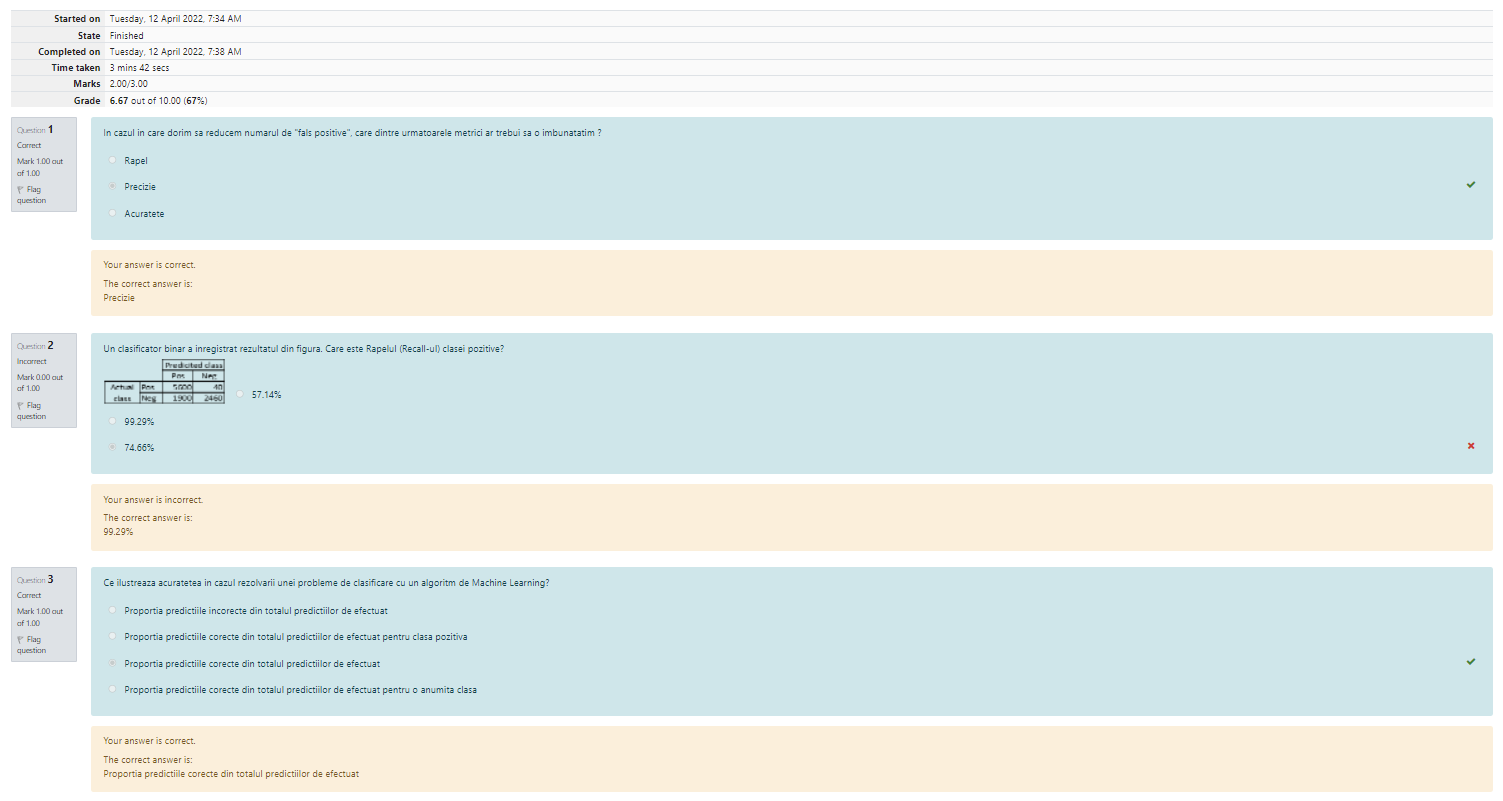 Started on Tuesday, 12 April 2022, 7:34 AM
State Finished
Completed on Tuesday, 12 April 2022, 7:38 AM
Time taken 3 mins 42 secs
Marks 2.00/3.00
Grade 6.67 out of 10.00 (67%)
Question 1
Correct
Mark 1.00 out
of 1.00
Flag
question
In cazul in care dorim sa reducem numarul de "fals positive", care dintre urmatoarele metrici ar trebui sa o imbunatatim ?
Rapel
Precizie
Acuratete
Your answer is correct.
The correct answer is:
Precizie
Question 2
Incorrect
Mark 0.00 out
of 1.00
Flag
question
Un clasificator binar a inregistrat rezultatul din figura. Care este Rapelul (Recall-ul) clasei pozitive?
Predicited class
Pos Neg
Actual Pos 5600 40
class Neg 1900 2460
57.14%
99.29%
74.66%
Your answer is incorrect.
The correct answer is:
99.29%
Question 3
Correct
Mark 1.00 out
of 1.00
Flag
question
Ce ilustreaza acuratetea in cazul rezolvarii unei probleme de clasificare cu un algoritm de Machine Learning?
Proportia predictiile incorecte din totalul predictiilor de efectuat
Proportia predictiile corecte din totalul predictiilor de efectuat pentru clasa pozitiva
Proportia predictiile corecte din totalul predictiilor de efectuat
Proportia predictiile corecte din totalul predictiilor de efectuat pentru o anumita clasa
Your answer is correct.
The correct answer is:
Proportia predictiile corecte din totalul predictiilor de efectuat